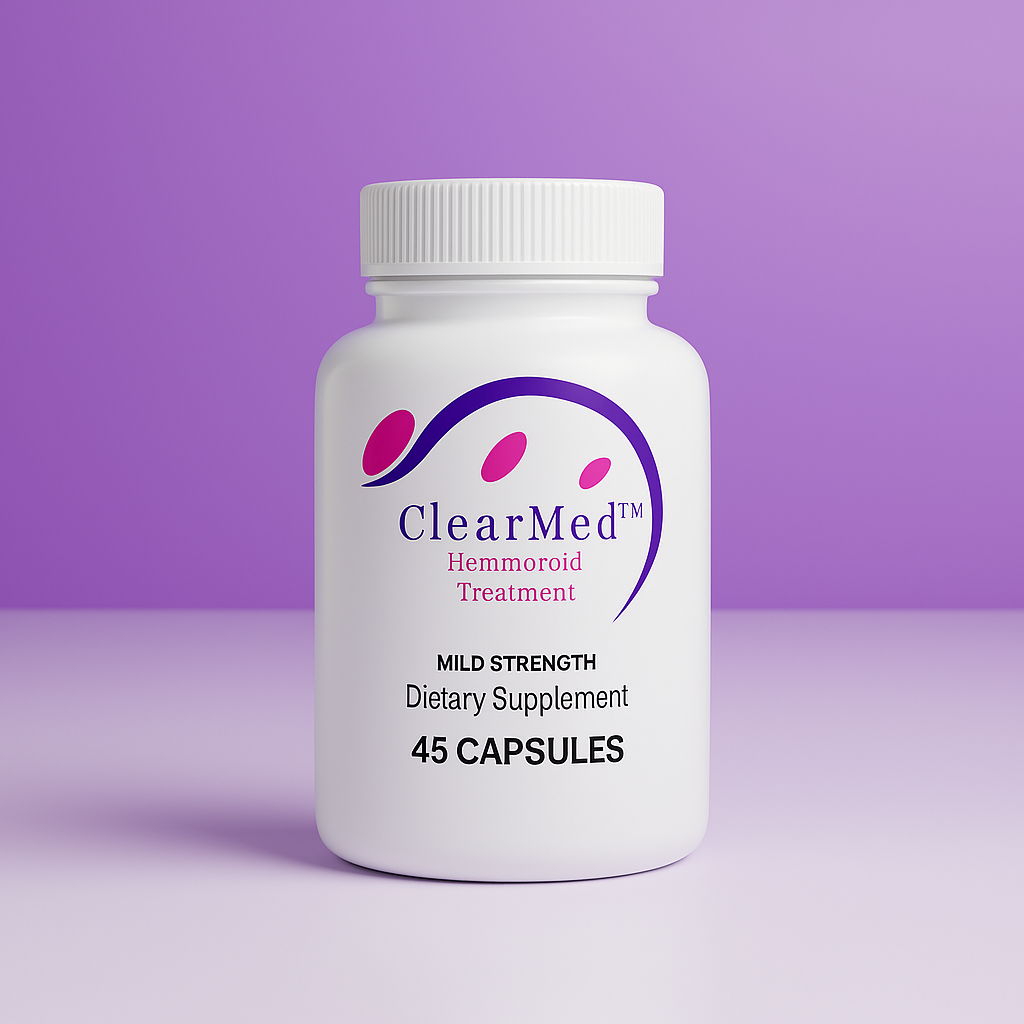 ClearMed™
Hemmoroid
Treatment
MILD STRENGTH
Dietary Supplement
45 CAPSULES